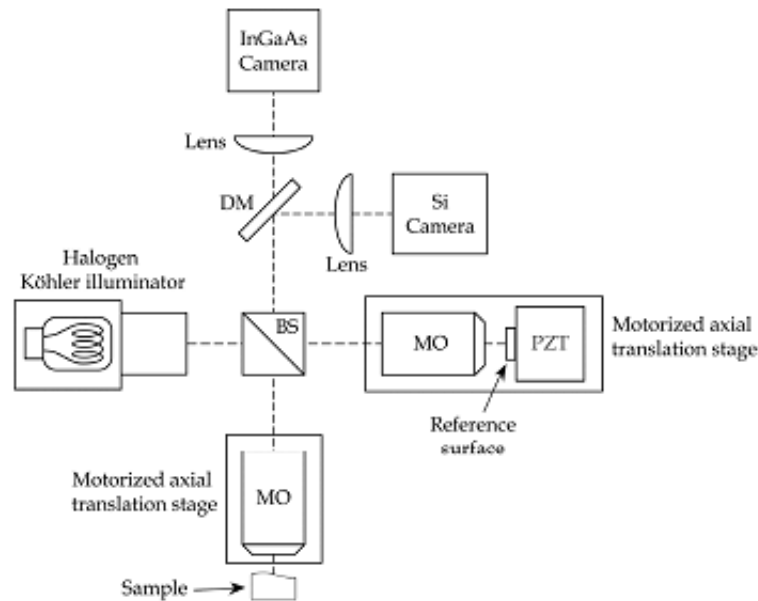 InGaAs
Camera
Lens
DM
Si
Camera
Lens
Halogen
Köhler illuminator
BS
MO
PZT
Motorized axial
translation stage
Reference
surface
Motorized axial
translation stage
MO
Sample